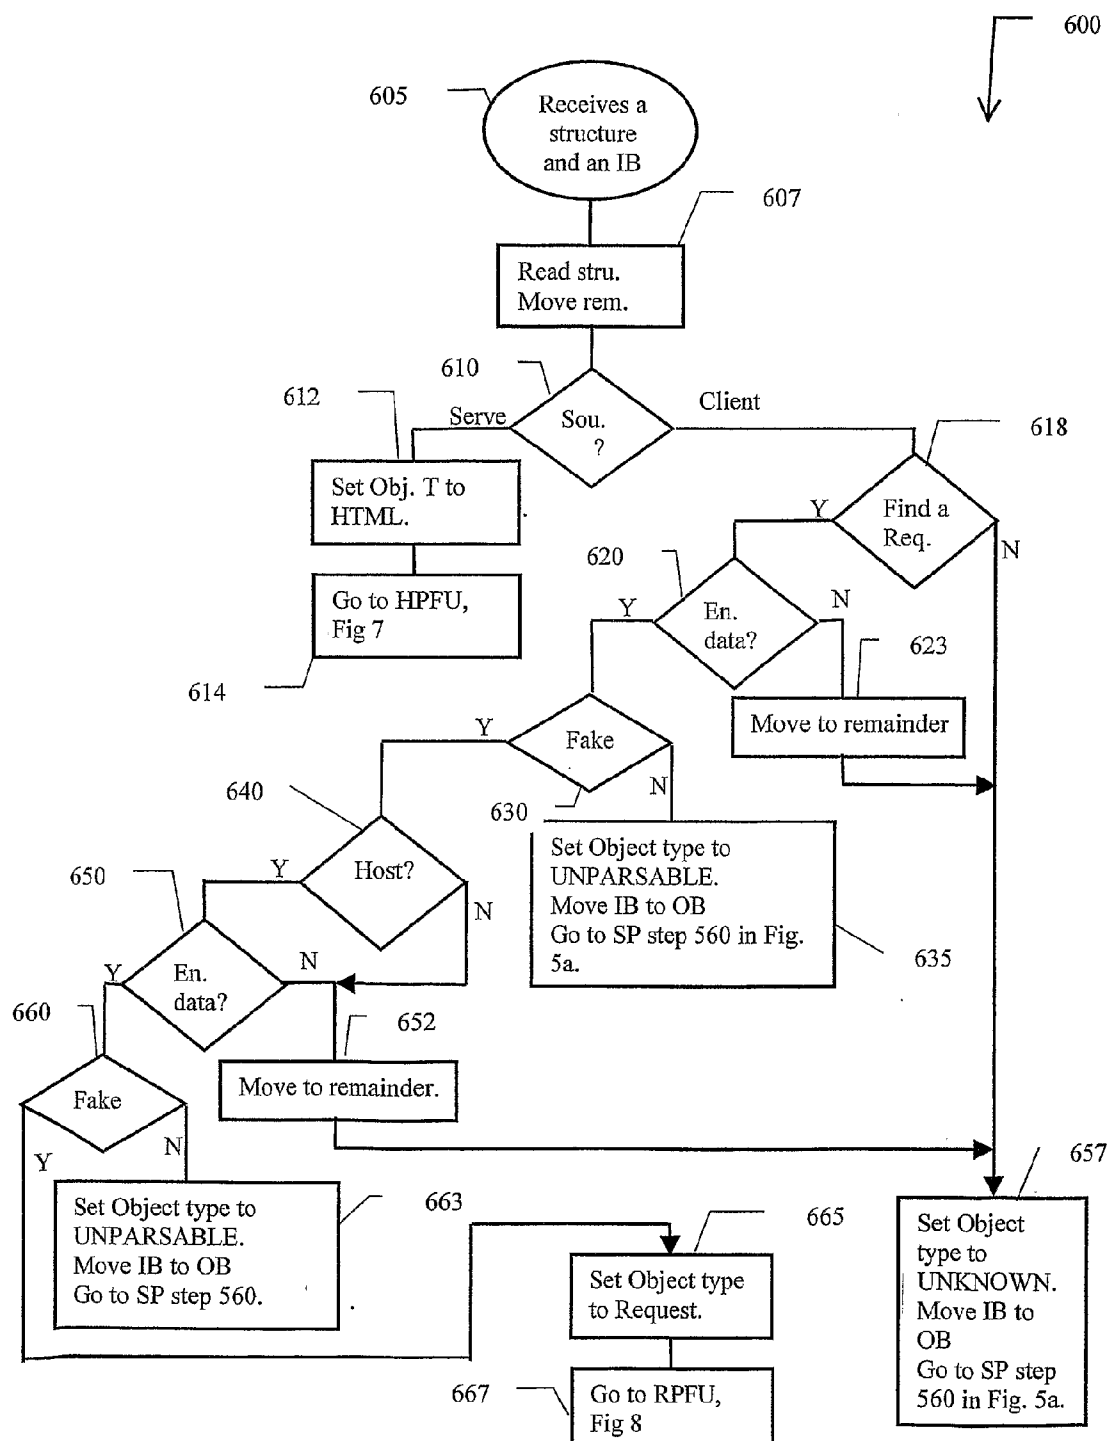 600
605
Receives a
structure
and an IB
607
Read stru.
Move rem.
610
612
Serve
Sou.
?
Client
618
Set Obj. T to
HTML.
Y
Find a
Req.
N
620
Go to HPFU,
Fig 7
614
Y
En.
data?
N
623
Move to remainder
Y
Fake
N
630
640
Set Object type to
UNPARSABLE.
Move IB to OB
Go to SP step 560 in Fig.
5a.
635
Y
Host?
N
650
Y
En.
data?
N
660
652
Move to remainder.
Fake
Y
N
657
663
Set Object type to
UNPARSABLE.
Move IB to OB
Go to SP step 560.
665
Set Object type
to Request.
Set Object
type to
UNKNOWN.
Move IB to
OB
Go to SP step
560 in Fig. 5a.
667
Go to RPFU,
Fig 8